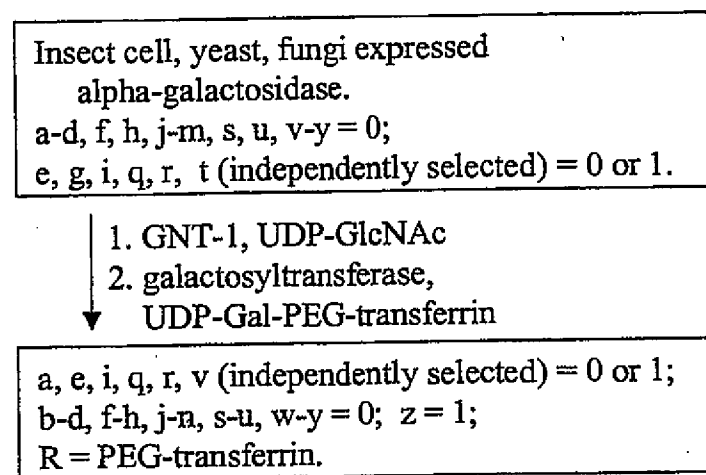 Insect cell, yeast, fungi expressed
alpha-galactosidase.
a-d, f, h, j-m, s, u, v-y = 0;
e, g, i, q, r, t (independently selected) = 0 or 1.
1. GNT-1, UDP-GlcNAc
2. galactosyltransferase,
UDP-Gal-PEG-transferrin
a, e, i, q, r, v (independently selected) = 0 or 1;
b-d, f-h, j-n, s-u, w-y = 0; z = 1;
R = PEG-transferrin.